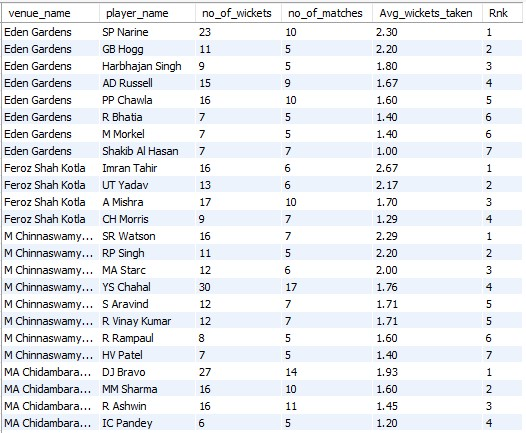 venue_name player_name no_of_wickets no_of_matches Avg_wickets_taken Rnk
Eden Gardens SP Narine 23 10 2.30 1
Eden Gardens GB Hogg 11 5 2.20 2
Eden Gardens Harbhajan Singh 9 5 1.80 3
Eden Gardens AD Russell 15 9 1.67 4
Eden Gardens PP Chawla 16 10 1.60 5
Eden Gardens R Bhatia 7 5 1.40 6
Eden Gardens M Morkel 7 5 1.40 6
Eden Gardens Shakib Al Hasan 7 7 1.00 7
Feroz Shah Kotla Imran Tahir 16 6 2.67 1
Feroz Shah Kotla UT Yadav 13 6 2.17 2
Feroz Shah Kotla A Mishra 17 10 1.70 3
Feroz Shah Kotla CH Morris 9 7 1.29 4
M Chinnaswamy... SR Watson 16 7 2.29 1
M Chinnaswamy... RP Singh 11 5 2.20 2
M Chinnaswamy... MA Starc 12 6 2.00 3
M Chinnaswamy... YS Chahal 30 17 1.76 4
M Chinnaswamy... S Aravind 12 7 1.71 5
M Chinnaswamy... R Vinay Kumar 12 7 1.71 5
M Chinnaswamy... R Rampaul 8 5 1.60 6
M Chinnaswamy... HV Patel 7 5 1.40 7
MA Chidambara... DJ Bravo 27 14 1.93 1
MA Chidambara... MM Sharma 16 10 1.60 2
MA Chidambara... R Ashwin 16 11 1.45 3
MA Chidambara... IC Pandey 6 5 1.20 4